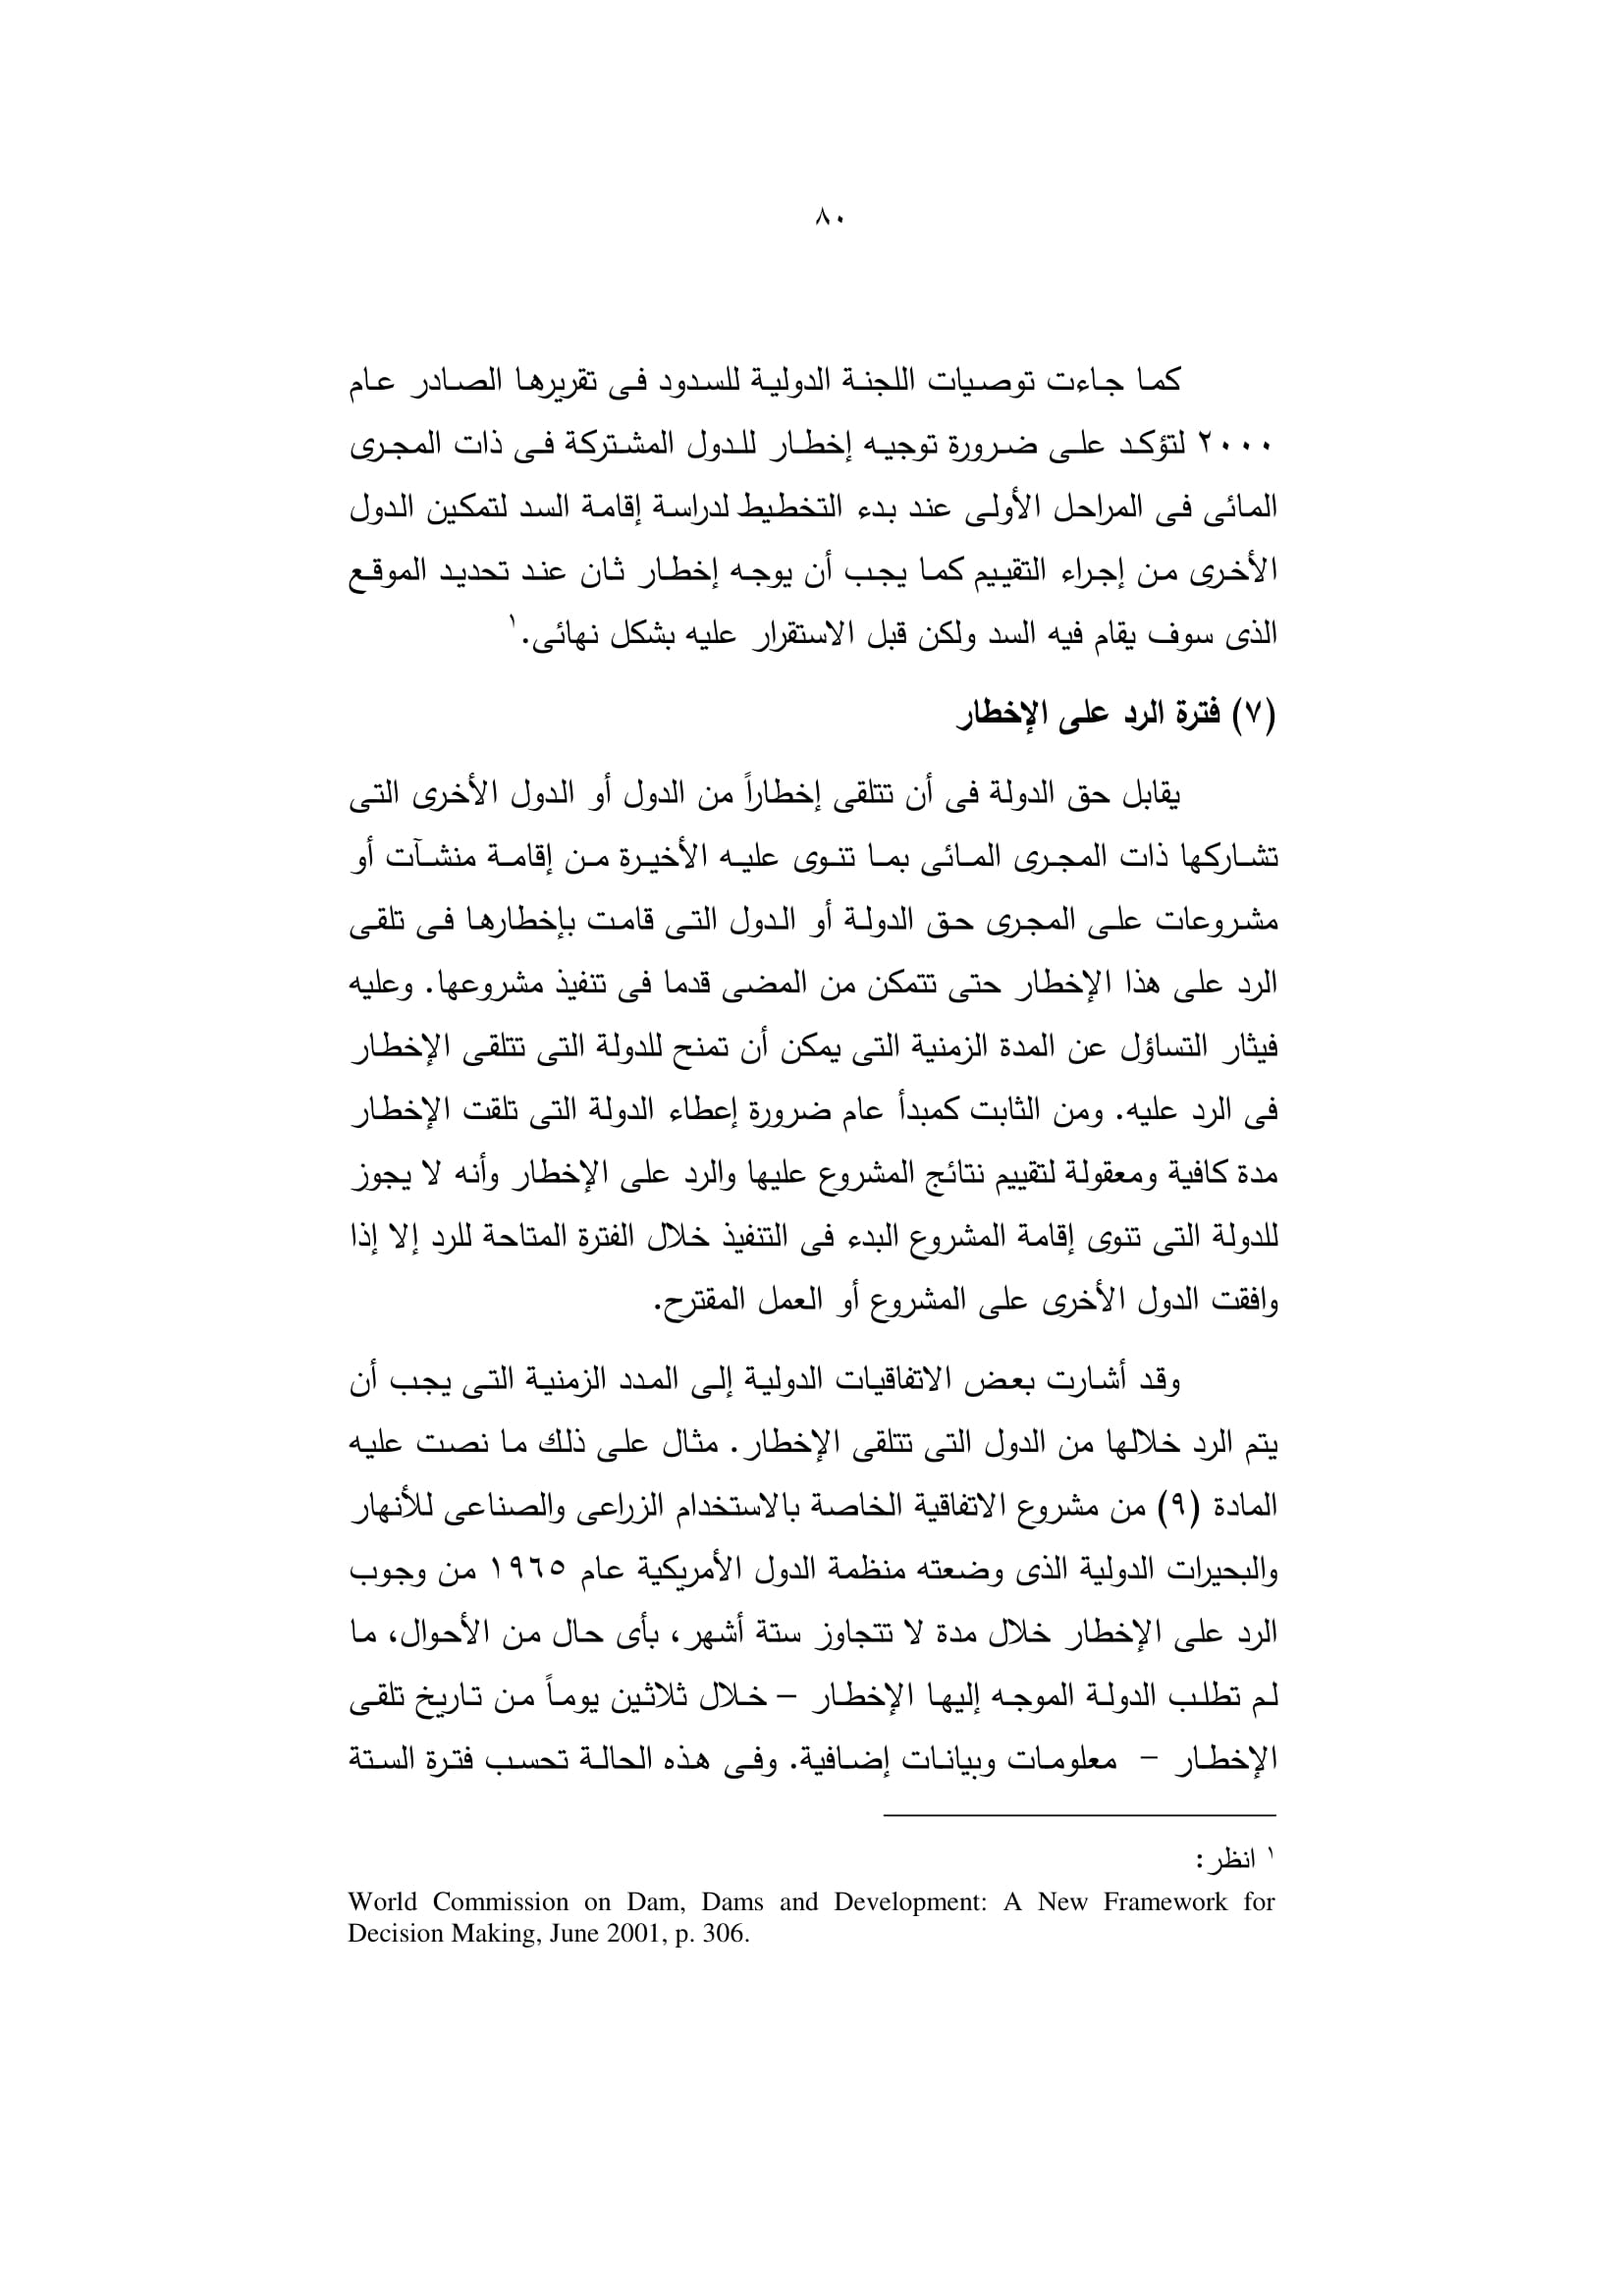 ٨٠
كما جاءت توصيات اللجنة الدولية للسدود فى تقريرها الصادر عام
٢٠٠٠ لتؤكد على ضرورة توجيه إخطار للدول المشتركة فى ذات المجرى
المائى فى المراحل الأولى عند بدء التخطيط لدراسة إقامة السد لتمكين الدول
الأخرى من إجراء التقييم كما يجب أن يوجه إخطار ثان عند تحديد الموقع
الذى سوف يقام فيه السد ولكن قبل الاستقرار عليه بشكل نهائى.١
(٧) فترة الرد على الإخطار
يقابل حق الدولة فى أن تتلقى إخطاراً من الدول أو الدول الأخرى التى
تشاركها ذات المجرى المائى بما تنوى عليه الأخيرة من إقامة منشآت أو
مشروعات على المجرى حق الدولة أو الدول التى قامت بإخطارها فى تلقى
الرد على هذا الإخطار حتى تتمكن من المضى قدما فى تنفيذ مشروعها. وعليه
فيثار التساؤل عن المدة الزمنية التى يمكن أن تمنح للدولة التى تتلقى الإخطار
فى الرد عليه. ومن الثابت كمبدأ عام ضرورة إعطاء الدولة التى تلقت الإخطار
مدة كافية ومعقولة لتقييم نتائج المشروع عليها والرد على الإخطار وأنه لا يجوز
للدولة التى تنوى إقامة المشروع البدء فى التنفيذ خلال الفترة المتاحة للرد إلا إذا
وافقت الدول الأخرى على المشروع أو العمل المقترح.
وقد أشارت بعض الاتفاقيات الدولية إلى المدد الزمنية التى يجب أن
يتم الرد خلالها من الدول التى تتلقى الإخطار. مثال على ذلك ما نصت عليه
المادة (٩) من مشروع الاتفاقية الخاصة بالاستخدام الزراعى والصناعى للأنهار
والبحيرات الدولية الذى وضعته منظمة الدول الأمريكية عام ١٩٦٥ من وجوب
الرد على الإخطار خلال مدة لا تتجاوز ستة أشهر، بأى حال من الأحوال، ما
لم تطلب الدولة الموجه إليها الإخطار – خلال ثلاثين يوماً من تاريخ تلقى
الإخطار – معلومات وبيانات إضافية. وفى هذه الحالة تحسب فترة الستة
١ انظر:
World Commission on Dam, Dams and Development: A New Framework for
Decision Making, June 2001, p. 306.